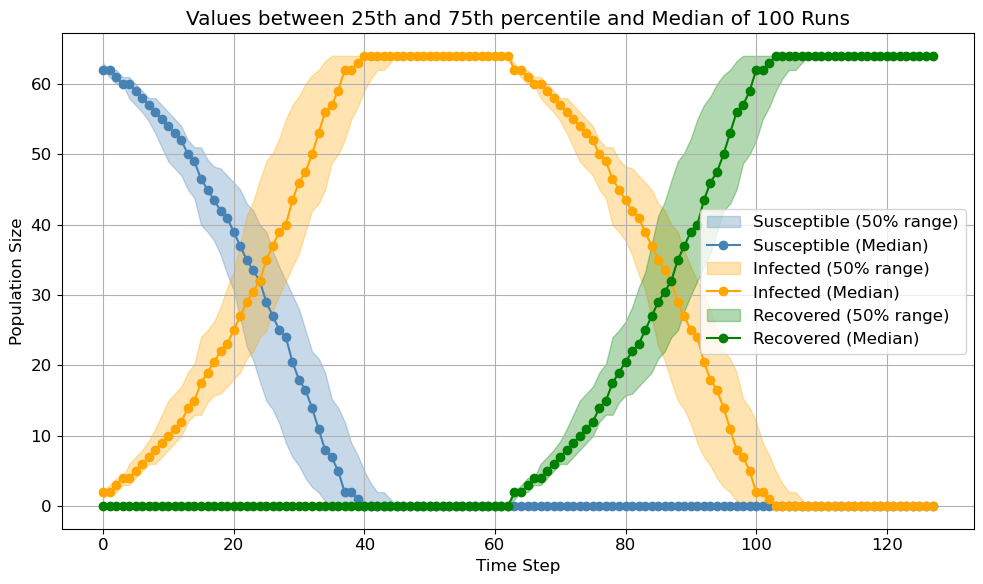 Values between 25th and 75th percentile and Median of 100 Runs
Population Size
60
50
40
30
20
10
0
Susceptible (50% range)
Susceptible (Median)
Infected (50% range)
Infected (Median)
Recovered (50% range)
Recovered (Median)
0 20 40 60 80 100 120
Time Step